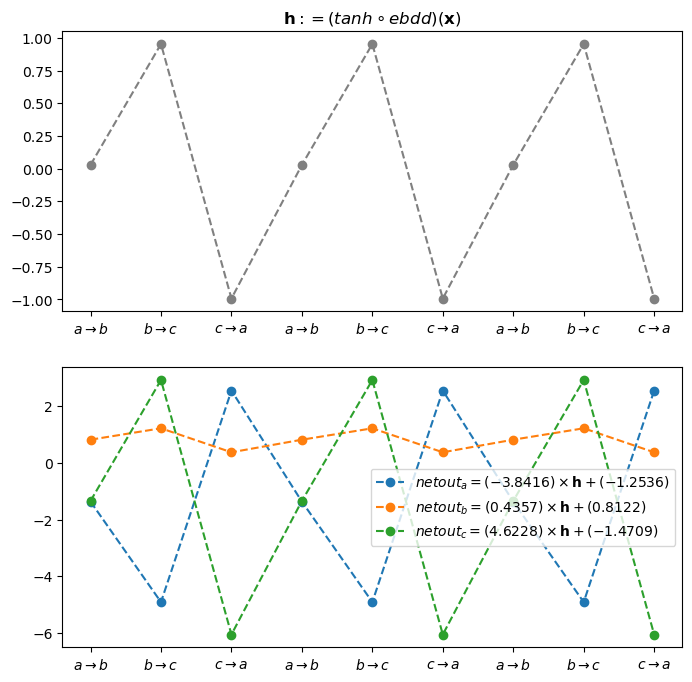 h := (tanh ∘ ebdd)(x)
1.00
0.75
0.50
0.25
0.00
−0.25
−0.50
−0.75
−1.00
a → b b → c c → a a → b b → c c → a a → b b → c c → a
2
0
−2
−4
−6
netout_a = (−3.8416) × h + (−1.2536)
netout_b = (0.4357) × h + (0.8122)
netout_c = (4.6228) × h + (−1.4709)
a → b b → c c → a a → b b → c c → a a → b b → c c → a